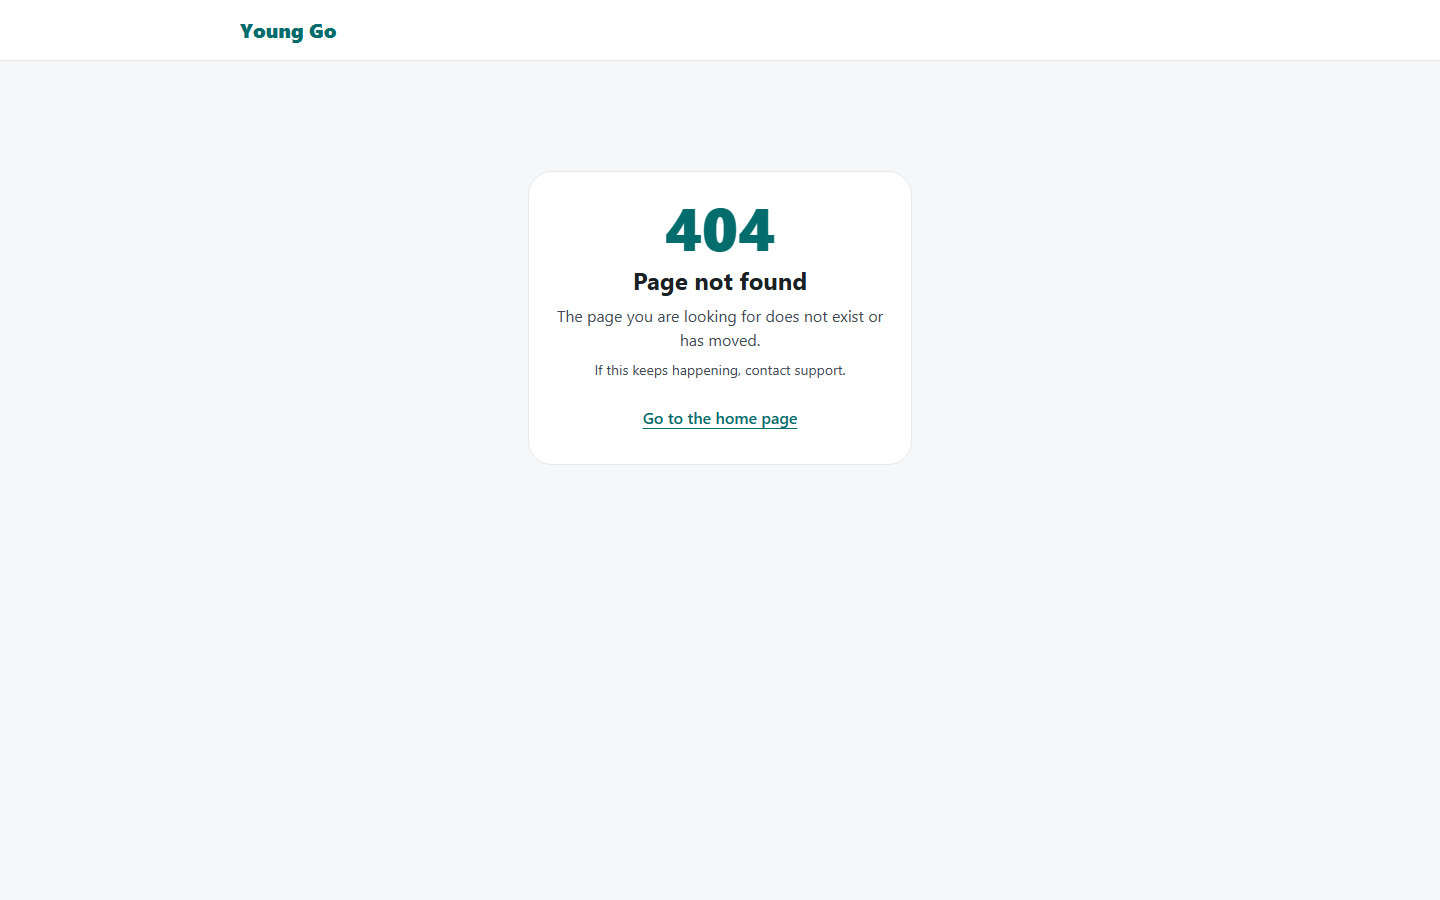 Young Go
404
Page not found
The page you are looking for does not exist or
has moved.
If this keeps happening, contact support.
Go to the home page